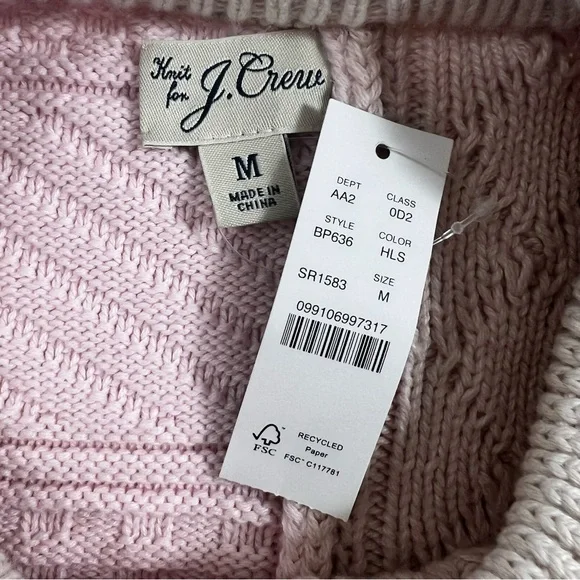 Knit
for J.Crew
M
MADE IN
CHINA
DEPT CLASS
AA2 0D2
STYLE COLOR
BP636 HLS
SR1583 SIZE
M
099106997317
FSC
RECYCLED
Paper
FSC™ C117781